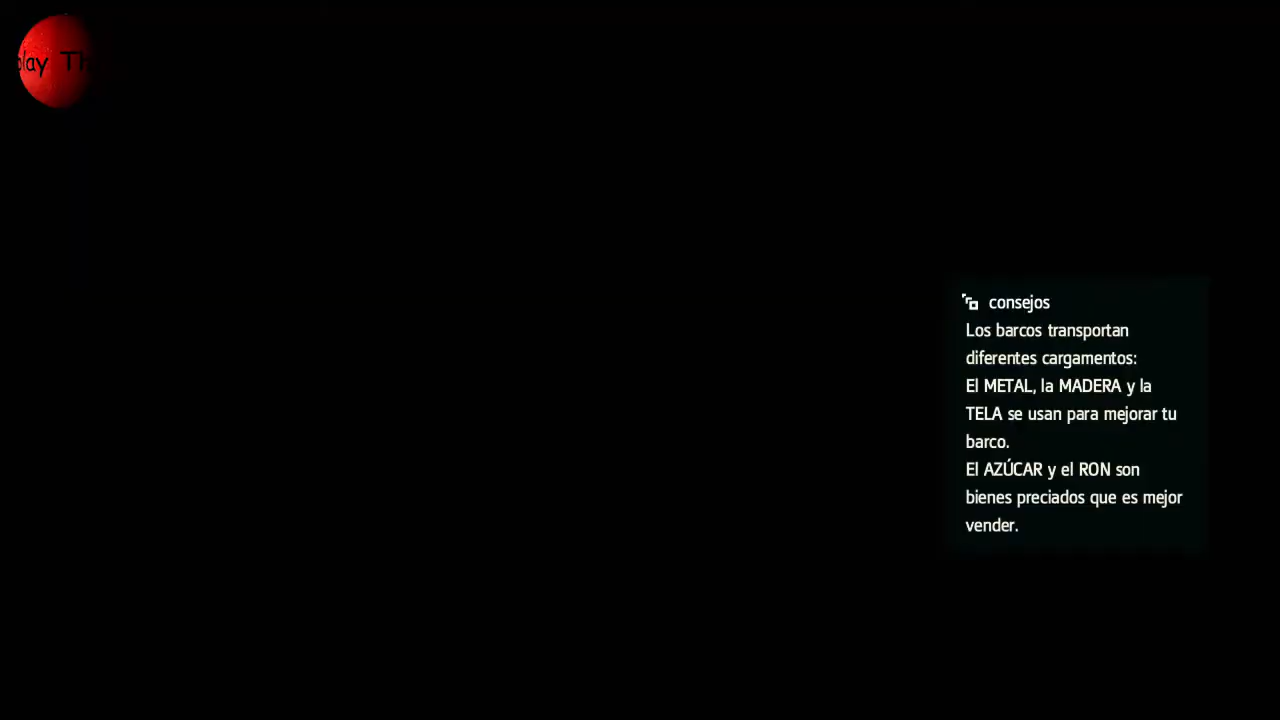 consejos
Los barcos transportan
diferentes cargamentos:
El METAL, la MADERA y la
TELA se usan para mejorar tu
barco.
El AZÚCAR y el RON son
bienes preciados que es mejor
vender.